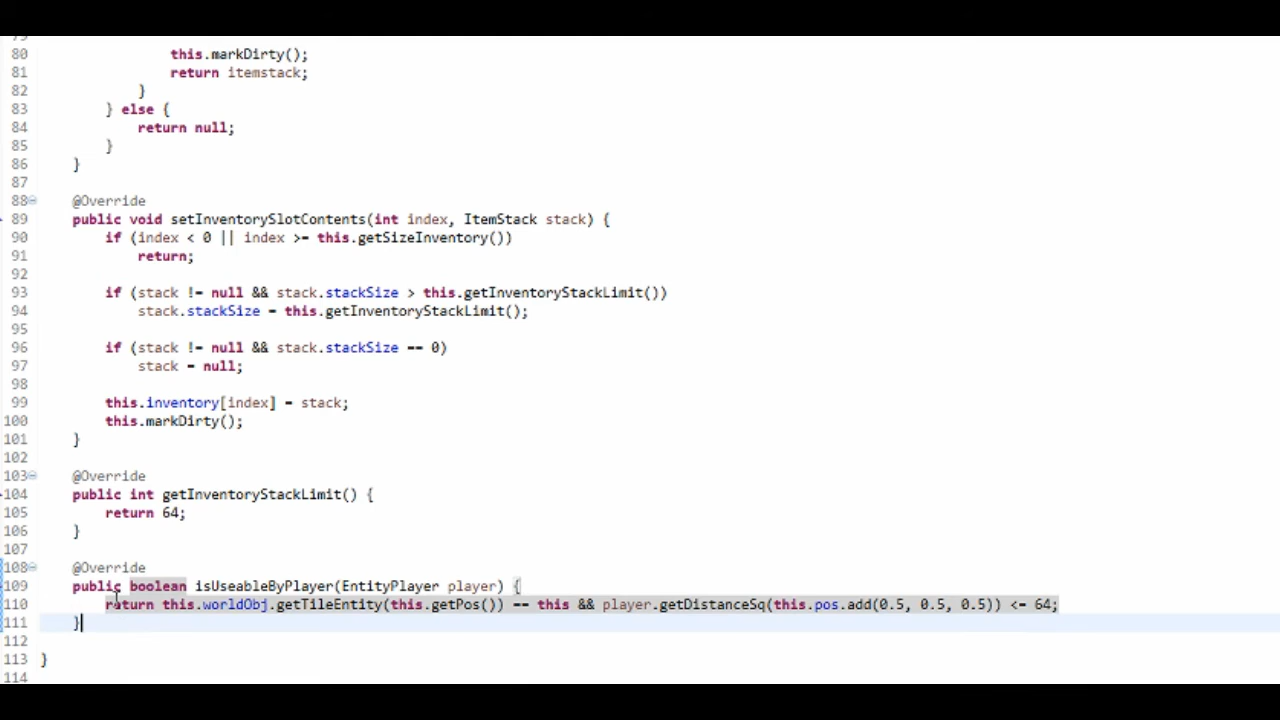 80 this.markDirty();
81 return itemstack;
82 }
83 } else {
84 return null;
85 }
86 }
87
88 @Override
89 public void setInventorySlotContents(int index, ItemStack stack) {
90 if (index < 0 || index >= this.getSizeInventory())
91 return;
92
93 if (stack != null && stack.stackSize > this.getInventoryStackLimit())
94 stack.stackSize = this.getInventoryStackLimit();
95
96 if (stack != null && stack.stackSize == 0)
97 stack = null;
98
99 this.inventory[index] = stack;
100 this.markDirty();
101 }
102
103 @Override
104 public int getInventoryStackLimit() {
105 return 64;
106 }
107
108 @Override
109 public boolean isUseableByPlayer(EntityPlayer player) {
110 return this.worldObj.getTileEntity(this.getPos()) == this && player.getDistanceSq(this.pos.add(0.5, 0.5, 0.5)) <= 64;
111 }
112
113 }
114